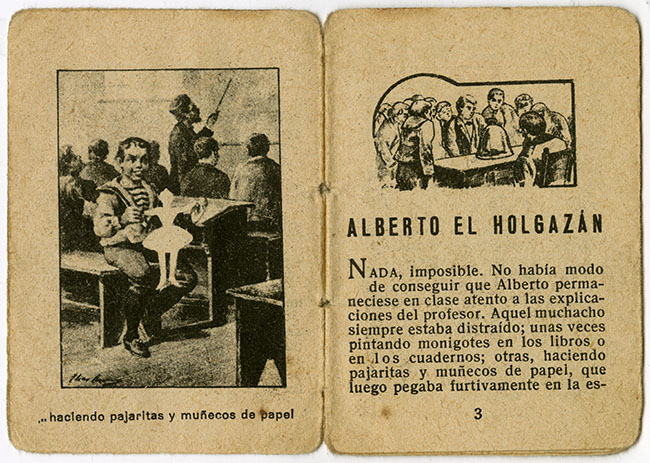 ...haciendo pajaritas y muñecos de papel
ALBERTO EL HOLGAZÁN
NADA, imposible. No había modo
de conseguir que Alberto perma-
neciese en clase atento a las explica-
ciones del profesor. Aquel muchacho
siempre estaba distraído; unas veces
pintando monigotes en los libros o
en los cuadernos; otras, haciendo
pajaritas y muñecos de papel, que
luego pegaba furtivamente en la es-
3